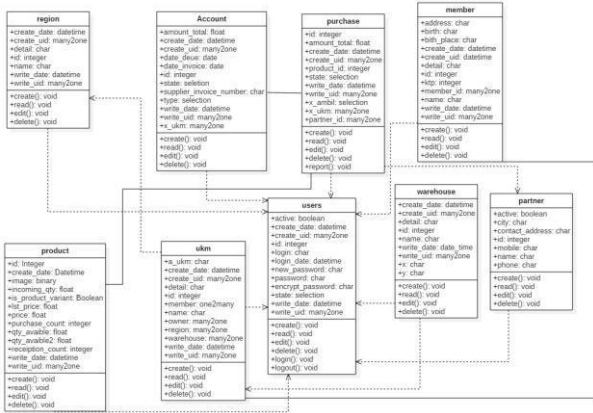 region
+create_date: datetime
+create_uid: many2one
+detail: char
+id: integer
+name: char
+write_date: datetime
+write_uid: many2one
+create(): void
+read(): void
+edit(): void
+delete(): void
Account
+amount_total: float
+create_date: datetime
+create_uid: many2one
+date_deue: date
+date_invoice: date
+id: integer
+state: seletion
+supplier_invoice_number: char
+type: selection
+write_date: datetime
+write_uid: many2one
+x_ukm: many2one
+create(): void
+read(): void
+edit(): void
+delete(): void
purchase
+id: integer
+amount_total: float
+create_date: datetime
+create_uid: many2one
+product_id: integer
+state: selection
+write_date: datetime
+write_uid: many2one
+x_ambil: selection
+x_ukm: many2one
+partner_id: many2one
+create(): void
+read(): void
+edit(): void
+delete(): void
+report(): void
member
+address: char
+birth: char
+bith_place: char
+create_date: datetime
+create_uid: many2one
+detail: char
+id: integer
+ktp: integer
+member_id: many2one
+name: char
+write_date: datetime
+write_uid: many2one
+create(): void
+read(): void
+edit(): void
+delete(): void
product
+id: Integer
+create_date: Datetime
+image: binary
+incoming_qty: float
+is_product_variant: Boolean
+list_price: float
+price: float
+purchase_count: integer
+qty_avaible: float
+qty_avaible2: float
+receiption_count: integer
+write_date: datetime
+write_uid: many2one
+create(): void
+read(): void
+edit(): void
+delete(): void
ukm
+a_ukm: char
+create_date: datetime
+create_uid: many2one
+detail: char
+id: integer
+member: one2many
+name: char
+owner: many2one
+region: many2one
+warehouse: many2one
+write_date: datetime
+write_uid: many2one
+create(): void
+read(): void
+edit(): void
+delete(): void
users
+active: boolean
+create_date: datetime
+create_uid: many2one
+id: integer
+login: char
+login_date: datetime
+new_password: char
+password: char
+encrypt_password: char
+state: selection
+write_date: datetime
+write_uid: many2one
+create(): void
+read(): void
+edit(): void
+delete(): void
+login(): void
+logout(): void
warehouse
+create_date: datetime
+create_uid: many2one
+detail: char
+id: integer
+name: char
+write_date: date_time
+write_uid: many2one
+x: char
+y: char
+create(): void
+read(): void
+edit(): void
+delete(): void
partner
+active: boolean
+city: char
+contact_address: char
+id: integer
+mobile: char
+name: char
+phone: char
+create(): void
+read(): void
+edit(): void
+delete(): void